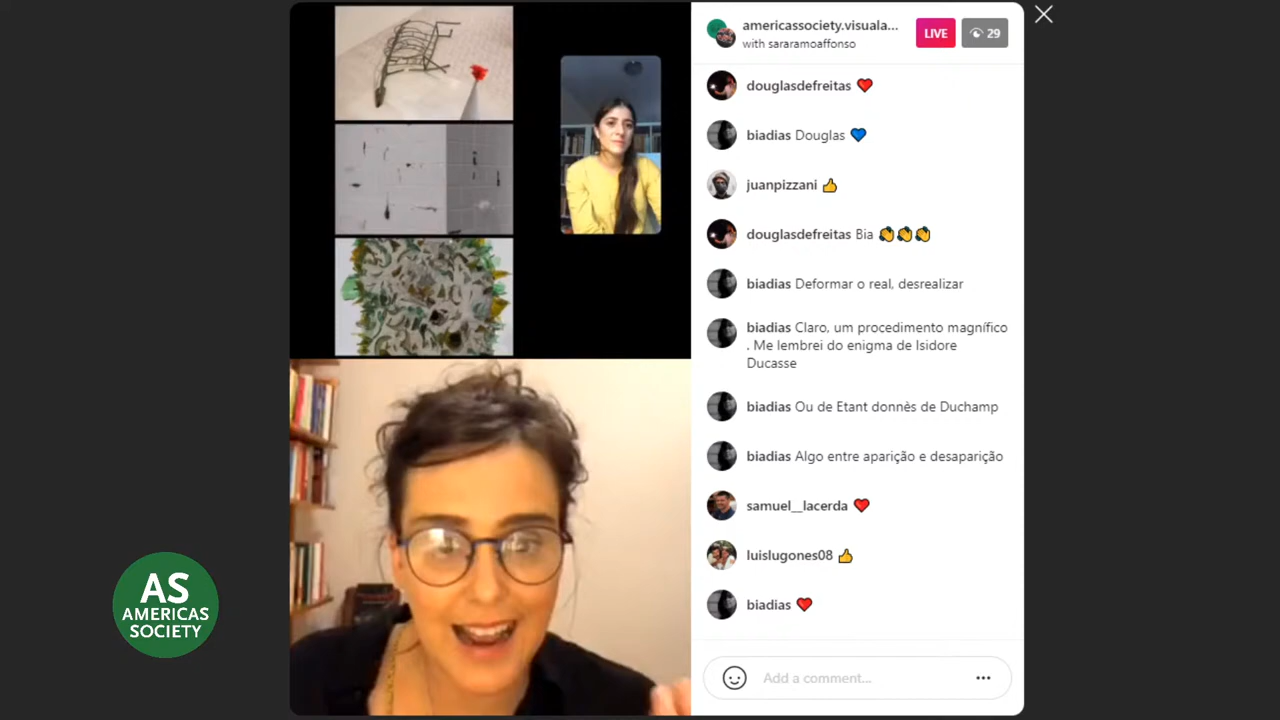 americassociety.visuala...
with sararamoaffonso
LIVE
29
douglasdefreitas
biadias Douglas
juanpizzani
douglasdefreitas Bia
biadias Deformar o real, desrealizar
biadias Claro, um procedimento magnífico
. Me lembrei do enigma de Isidore
Ducasse
biadias Ou de Etant donnès de Duchamp
biadias Algo entre aparição e desaparição
samuel__lacerda
luislugones08
biadias
Add a comment...
AS
AMERICAS
SOCIETY